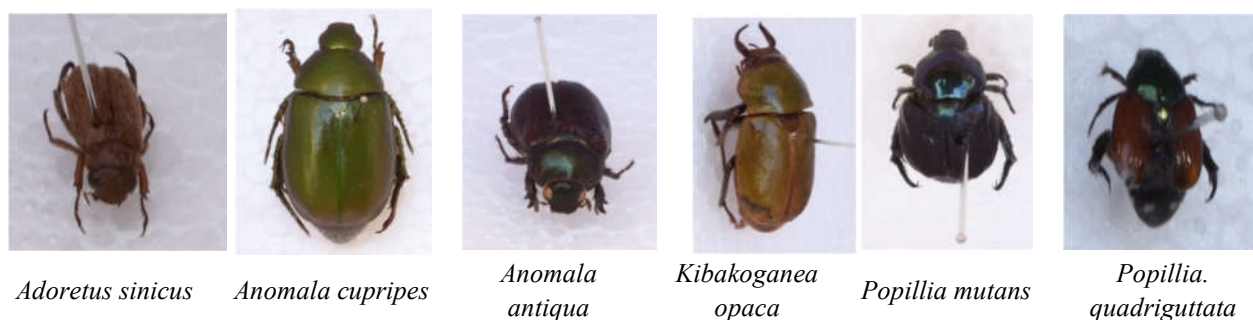 Adoretus sinicus
Anomala cupripes
Anomala
antiqua
Kibakoganea
opaca
Popillia mutans
Popillia.
quadriguttata